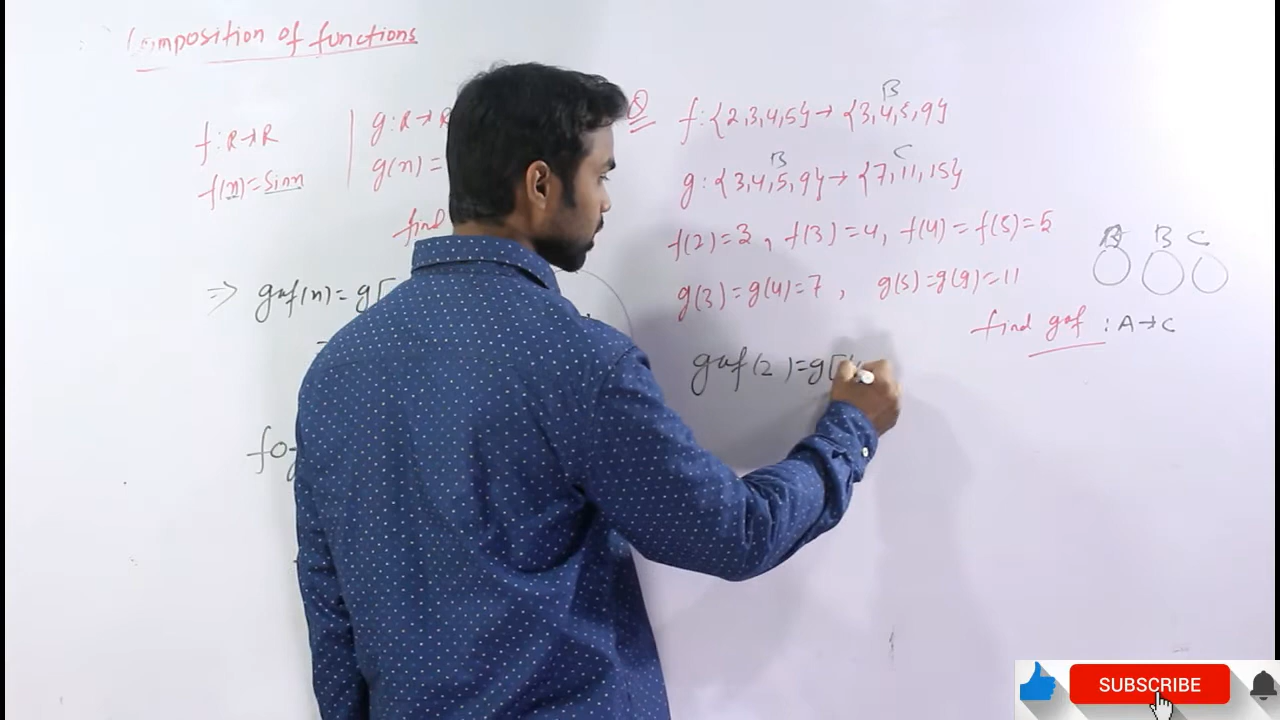 Composition of functions
f: R→R
g: R→R
f(x)=Sinx
g(x)=
find
⇒ gof(x)=g[
fog
Q f:{2,3,4,5}→{3,4,5,9}
B
g:{3,4,5,9}→{7,11,15}
B C
f(2)=3, f(3)=4, f(4)=f(5)=5
g(3)=g(4)=7, g(5)=g(9)=11
A B C
find gof : A→C
gof(2)=g[
SUBSCRIBE